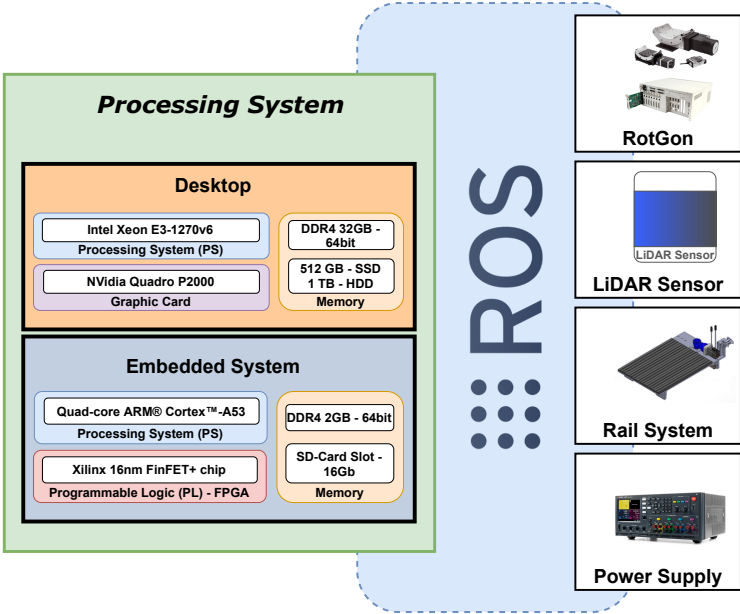 Processing System
Desktop
Intel Xeon E3-1270v6
Processing System (PS)
NVidia Quadro P2000
Graphic Card
DDR4 32GB -
64bit
512 GB - SSD
1 TB - HDD
Memory
Embedded System
Quad-core ARM® Cortex™-A53
Processing System (PS)
Xilinx 16nm FinFET+ chip
Programmable Logic (PL) - FPGA
DDR4 2GB - 64bit
SD-Card Slot -
16Gb
Memory
ROS
RotGon
LiDAR Sensor
LiDAR Sensor
Rail System
Power Supply